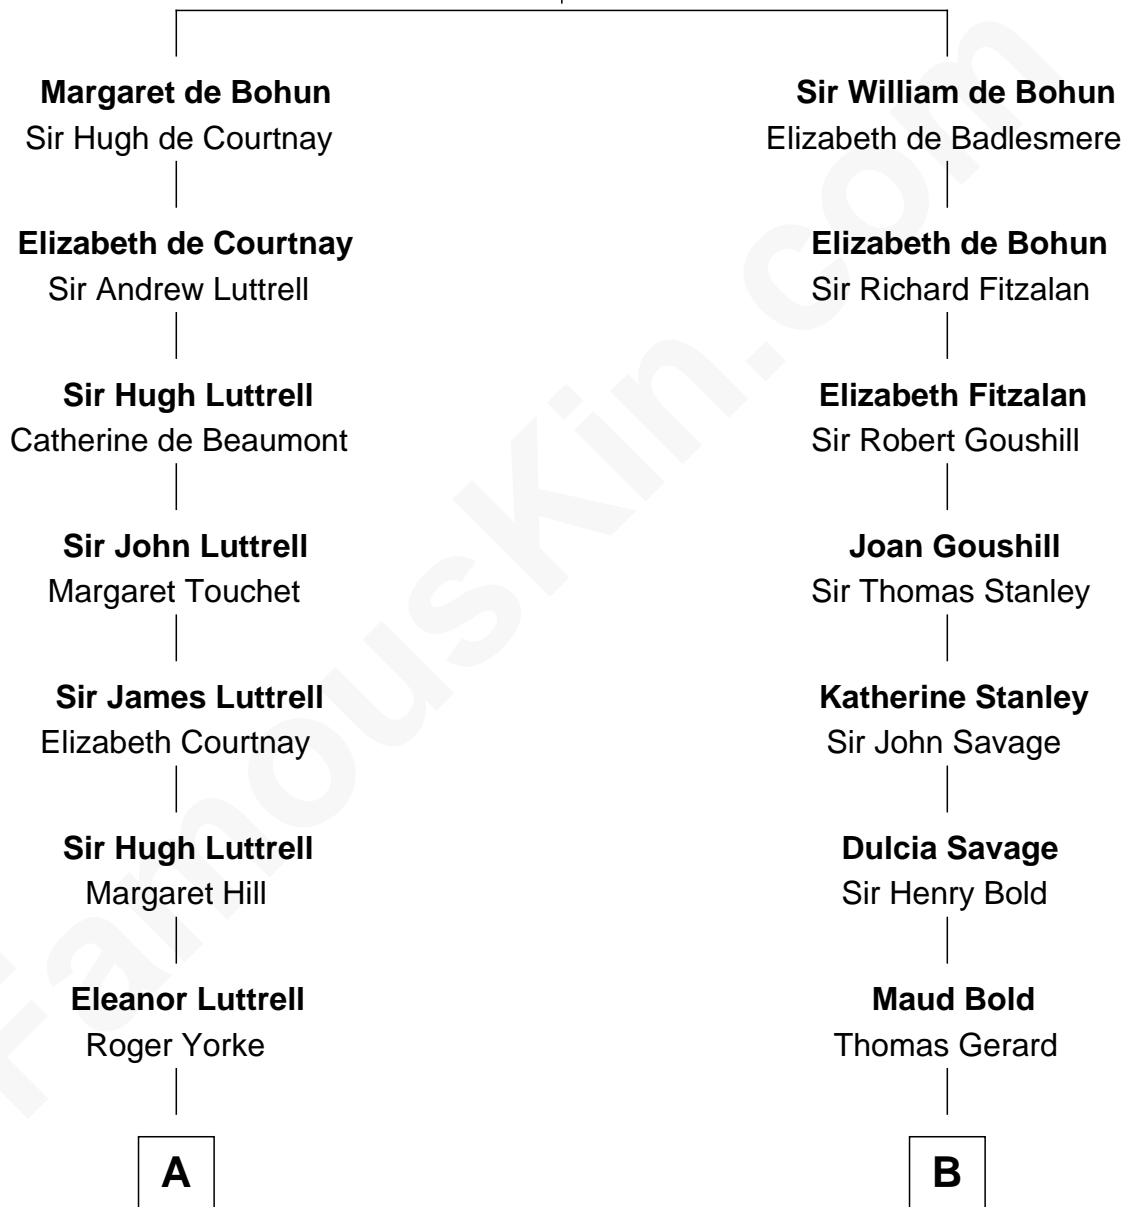 Margaret de Bohun
Sir Hugh de Courtnay
Elizabeth de Courtnay
Sir Andrew Luttrell
Sir Hugh Luttrell
Catherine de Beaumont
Sir John Luttrell
Margaret Touchet
Sir James Luttrell
Elizabeth Courtnay
Sir Hugh Luttrell
Margaret Hill
Eleanor Luttrell
Roger Yorke
A
Sir William de Bohun
Elizabeth de Badlesmere
Elizabeth de Bohun
Sir Richard Fitzalan
Elizabeth Fitzalan
Sir Robert Goushill
Joan Goushill
Sir Thomas Stanley
Katherine Stanley
Sir John Savage
Dulcia Savage
Sir Henry Bold
Maud Bold
Thomas Gerard
B
FamousKin.com